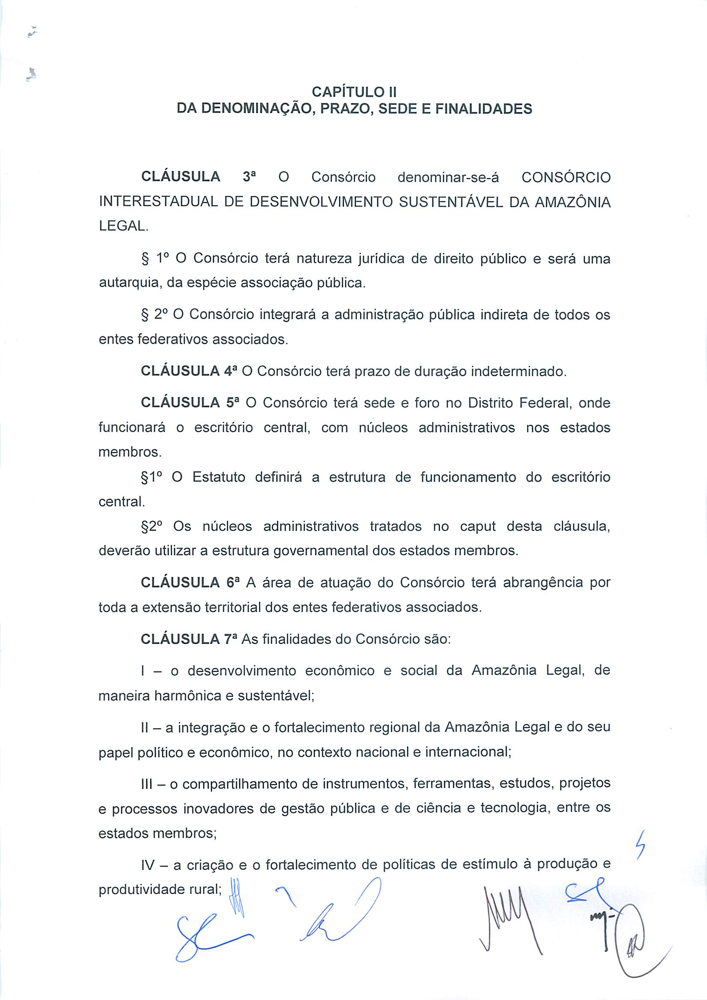 CAPÍTULO II
DA DENOMINAÇÃO, PRAZO, SEDE E FINALIDADES
CLÁUSULA 3ª O Consórcio denominar-se-á CONSÓRCIO
INTERESTADUAL DE DESENVOLVIMENTO SUSTENTÁVEL DA AMAZÔNIA
LEGAL.
§ 1º O Consórcio terá natureza jurídica de direito público e será uma
autarquia, da espécie associação pública.
§ 2º O Consórcio integrará a administração pública indireta de todos os
entes federativos associados.
CLÁUSULA 4ª O Consórcio terá prazo de duração indeterminado.
CLÁUSULA 5ª O Consórcio terá sede e foro no Distrito Federal, onde
funcionará o escritório central, com núcleos administrativos nos estados
membros.
§1º O Estatuto definirá a estrutura de funcionamento do escritório
central.
§2º Os núcleos administrativos tratados no caput desta cláusula,
deverão utilizar a estrutura governamental dos estados membros.
CLÁUSULA 6ª A área de atuação do Consórcio terá abrangência por
toda a extensão territorial dos entes federativos associados.
CLÁUSULA 7ª As finalidades do Consórcio são:
I – o desenvolvimento econômico e social da Amazônia Legal, de
maneira harmônica e sustentável;
II – a integração e o fortalecimento regional da Amazônia Legal e do seu
papel político e econômico, no contexto nacional e internacional;
III – o compartilhamento de instrumentos, ferramentas, estudos, projetos
e processos inovadores de gestão pública e de ciência e tecnologia, entre os
estados membros;
IV – a criação e o fortalecimento de políticas de estímulo à produção e
produtividade rural;